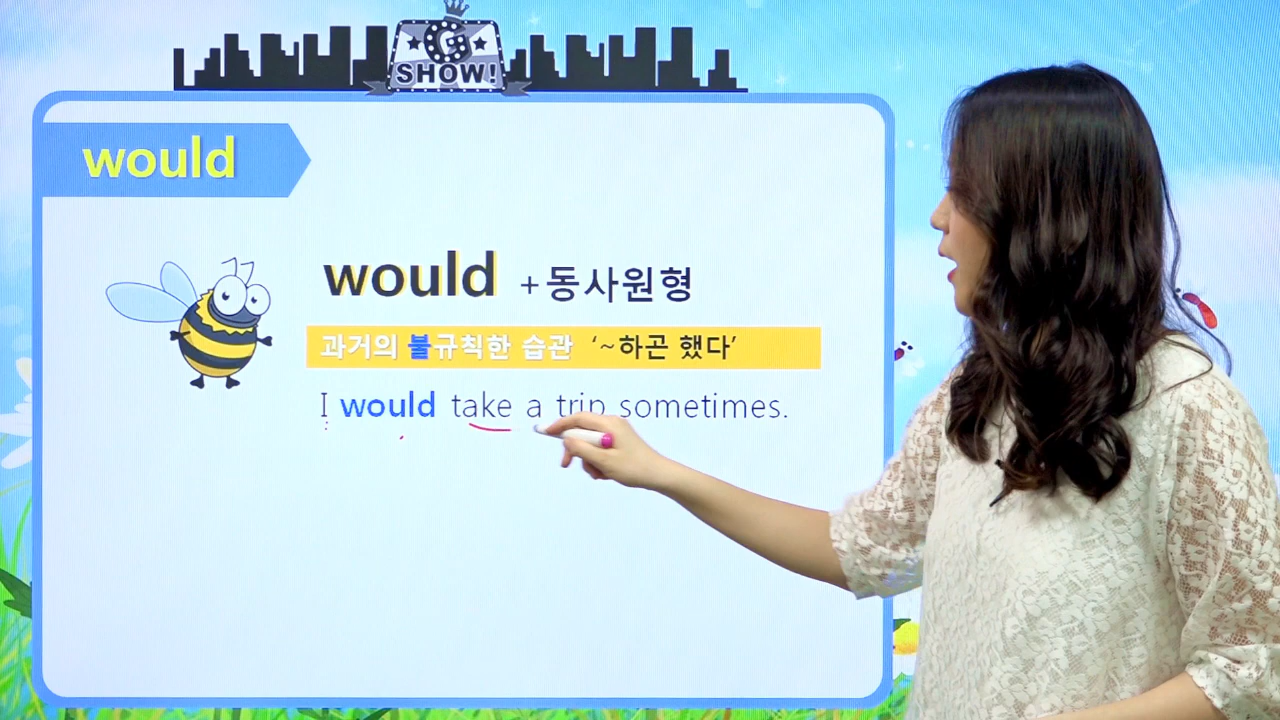 G
SHOW!
would
would +동사원형
과거의 불규칙한 습관 ‘~하곤 했다’
I would take a trip sometimes.